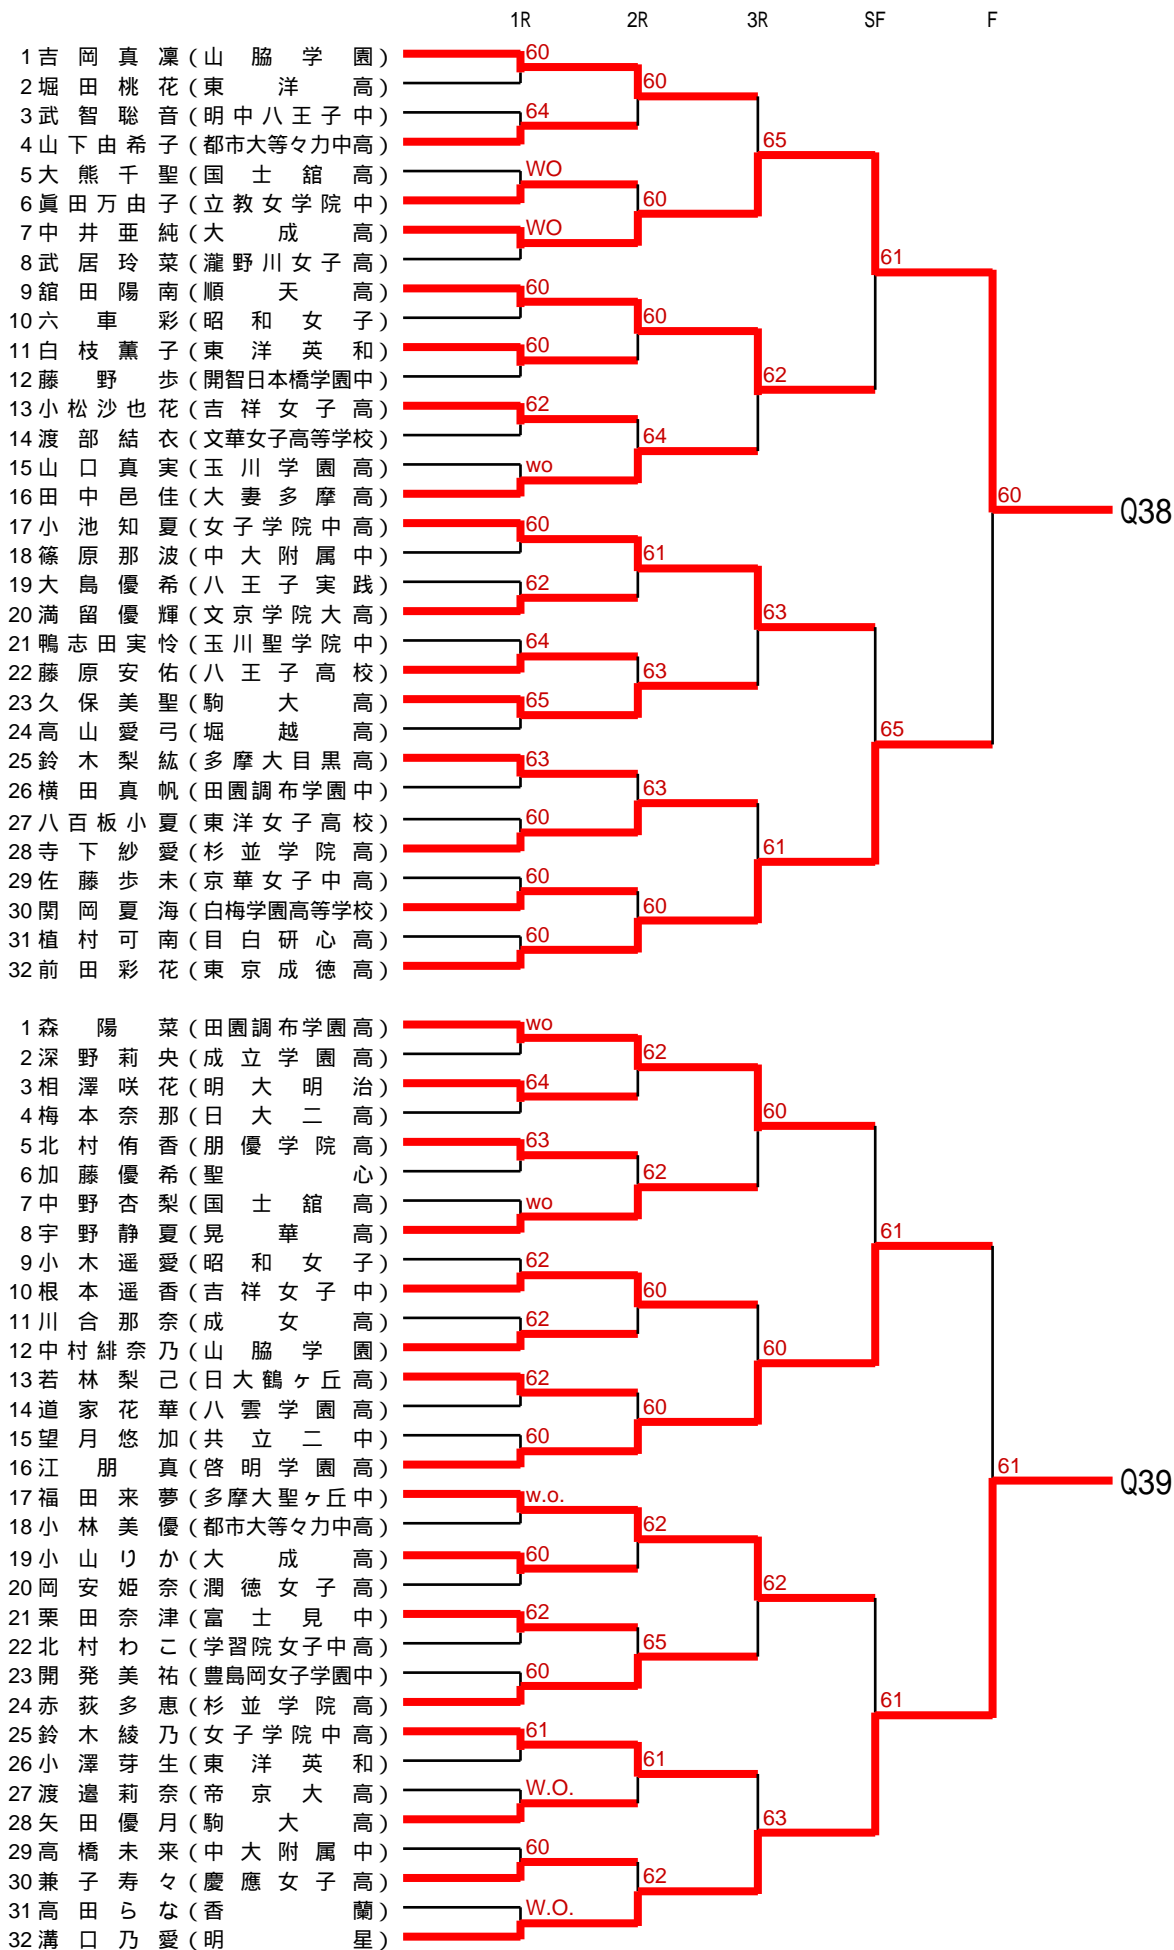 1R 2R 3R SF F
1 吉岡真凜 (山脇学園) 60
60
2 堀田桃花 (東洋高)
3 武智聡音 (明中八王子中) 64
4 山下由希子 (都市大等々力中高) 65
5 大熊千聖 (国士舘高) WO
6 眞田万由子 (立教女学院中) 60
7 中井亜純 (大成高) WO
8 武居玲菜 (瀧野川女子高) 61
9 舘田陽南 (順天高) 60
10 六車彩 (昭和女子) 60
11 白枝薫子 (東洋英和) 60
12 藤野歩 (開智日本橋学園中) 62
13 小松沙也花 (吉祥女子高) 62
14 渡部結衣 (文華女子高等学校) 64
15 山口真実 (玉川学園高) wo
16 田中邑佳 (大妻多摩高) 60
Q38
17 小池知夏 (女子学院中高) 60
18 篠原那波 (中大附属中) 61
19 大島優希 (八王子実践) 62
20 満留優輝 (文京学院大高) 63
21 鴨志田実怜 (玉川聖学院中) 64
22 藤原安佑 (八王子高校) 63
23 久保美聖 (駒大高) 65
24 高山愛弓 (堀越高) 65
25 鈴木梨紘 (多摩大目黒高) 63
26 横田真帆 (田園調布学園中) 63
27 八百板小夏 (東洋女子高校) 60
28 寺下紗愛 (杉並学院高) 61
29 佐藤歩未 (京華女子中高) 60
30 関岡夏海 (白梅学園高等学校) 60
31 植村可南 (目白研心高) 60
32 前田彩花 (東京成徳高)
1 森陽菜 (田園調布学園高) wo
2 深野莉央 (成立学園高) 62
3 相澤咲花 (明大明治) 64
4 梅本奈那 (日大二高) 60
5 北村侑香 (朋優学院高) 63
6 加藤優希 (聖心) 62
7 中野杏梨 (国士舘高) wo
8 宇野静夏 (晃華高) 61
9 小木遥愛 (昭和女子) 62
10 根本遥香 (吉祥女子中) 60
11 川合那奈 (成女高) 62
12 中村緋奈乃 (山脇学園) 60
13 若林梨己 (日大鶴ヶ丘高) 62
14 道家花華 (八雲学園高) 60
15 望月悠加 (共立二中) 60
16 江朋真 (啓明学園高) 61
Q39
17 福田来夢 (多摩大聖ヶ丘中) w.o.
18 小林美優 (都市大等々力中高) 62
19 小山りか (大成高) 60
20 岡安姫奈 (潤徳女子高) 62
21 栗田奈津 (富士見中) 62
22 北村わこ (学習院女子中高) 65
23 開発美祐 (豊島岡女子学園中) 60
24 赤荻多恵 (杉並学院高) 61
25 鈴木綾乃 (女子学院中高) 61
26 小澤芽生 (東洋英和) 61
27 渡邉莉奈 (帝京大高) W.O.
28 矢田優月 (駒大高) 63
29 高橋未来 (中大附属中) 60
30 兼子寿々 (慶應女子高) 62
31 高田らな (香蘭) W.O.
32 溝口乃愛 (明星)